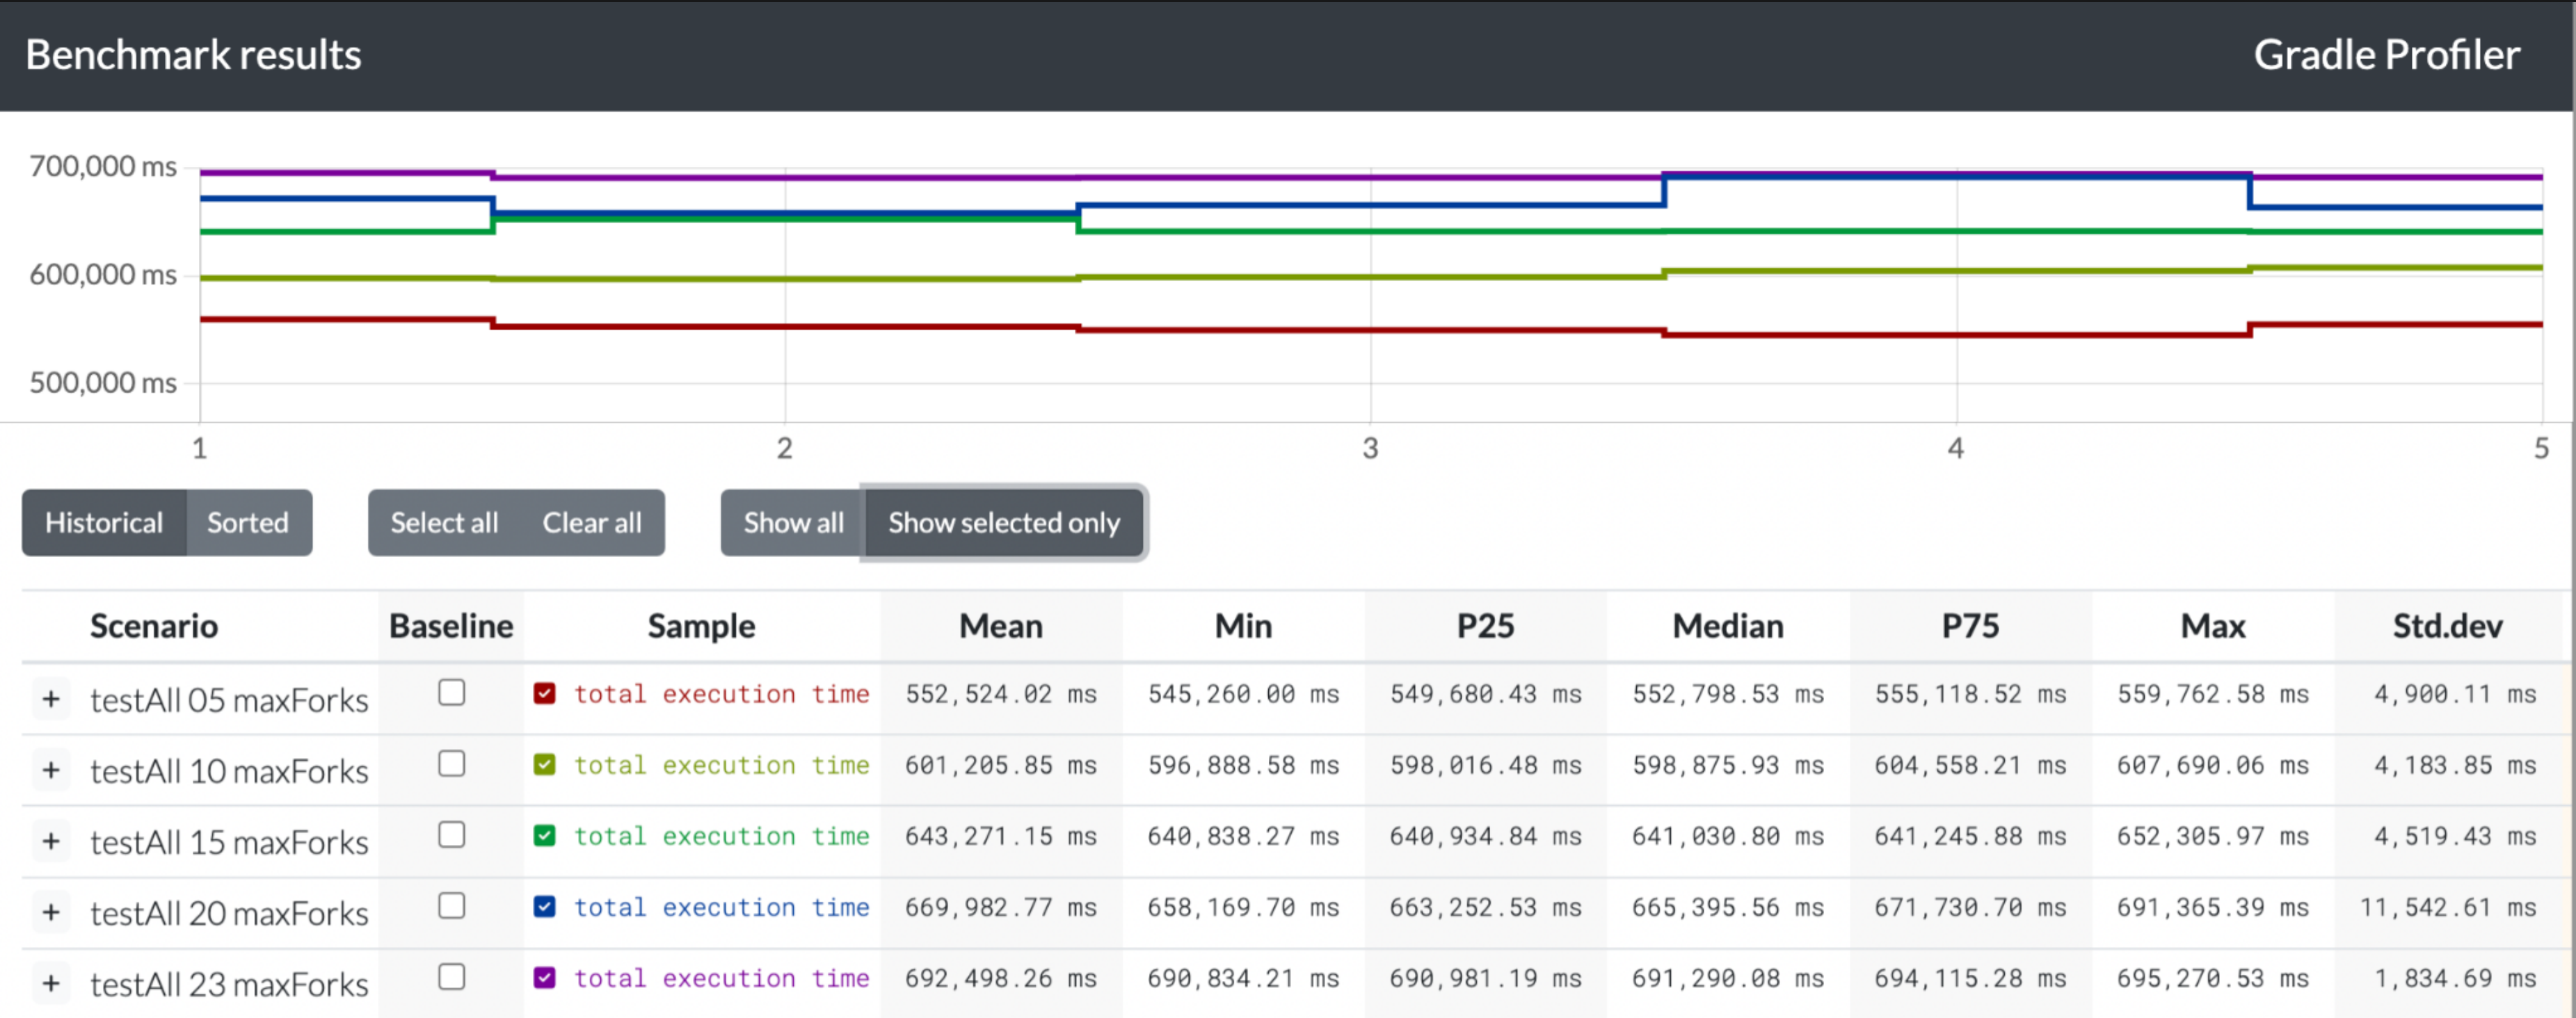 Benchmark results Gradle Profiler
700,000 ms
600,000 ms
500,000 ms
1 2 3 4 5
Historical Sorted Select all Clear all Show all Show selected only
Scenario Baseline Sample Mean Min P25 Median P75 Max Std.dev
+ testAll 05 maxForks total execution time 552,524.02 ms 545,260.00 ms 549,680.43 ms 552,798.53 ms 555,118.52 ms 559,762.58 ms 4,900.11 ms
+ testAll 10 maxForks total execution time 601,205.85 ms 596,888.58 ms 598,016.48 ms 598,875.93 ms 604,558.21 ms 607,690.06 ms 4,183.85 ms
+ testAll 15 maxForks total execution time 643,271.15 ms 640,838.27 ms 640,934.84 ms 641,030.80 ms 641,245.88 ms 652,305.97 ms 4,519.43 ms
+ testAll 20 maxForks total execution time 669,982.77 ms 658,169.70 ms 663,252.53 ms 665,395.56 ms 671,730.70 ms 691,365.39 ms 11,542.61 ms
+ testAll 23 maxForks total execution time 692,498.26 ms 690,834.21 ms 690,981.19 ms 691,290.08 ms 694,115.28 ms 695,270.53 ms 1,834.69 ms